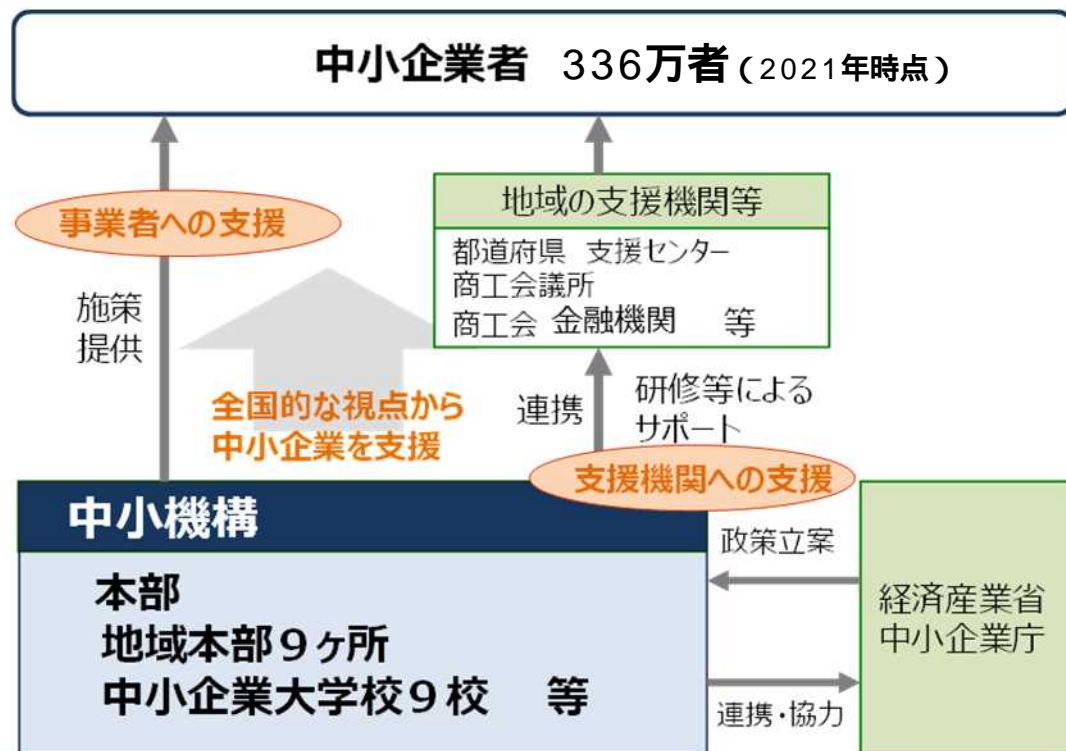 中小企業者 336万者（2021年時点）
地域の支援機関等
事業者への支援
都道府県 支援センター
商工会議所
商工会 金融機関 等
施策
提供
全国的な視点から
中小企業を支援
連携
研修等による
サポート
支援機関への支援
中小機構
政策立案
本部
地域本部９ヶ所
中小企業大学校９校 等
経済産業省
中小企業庁
連携・協力